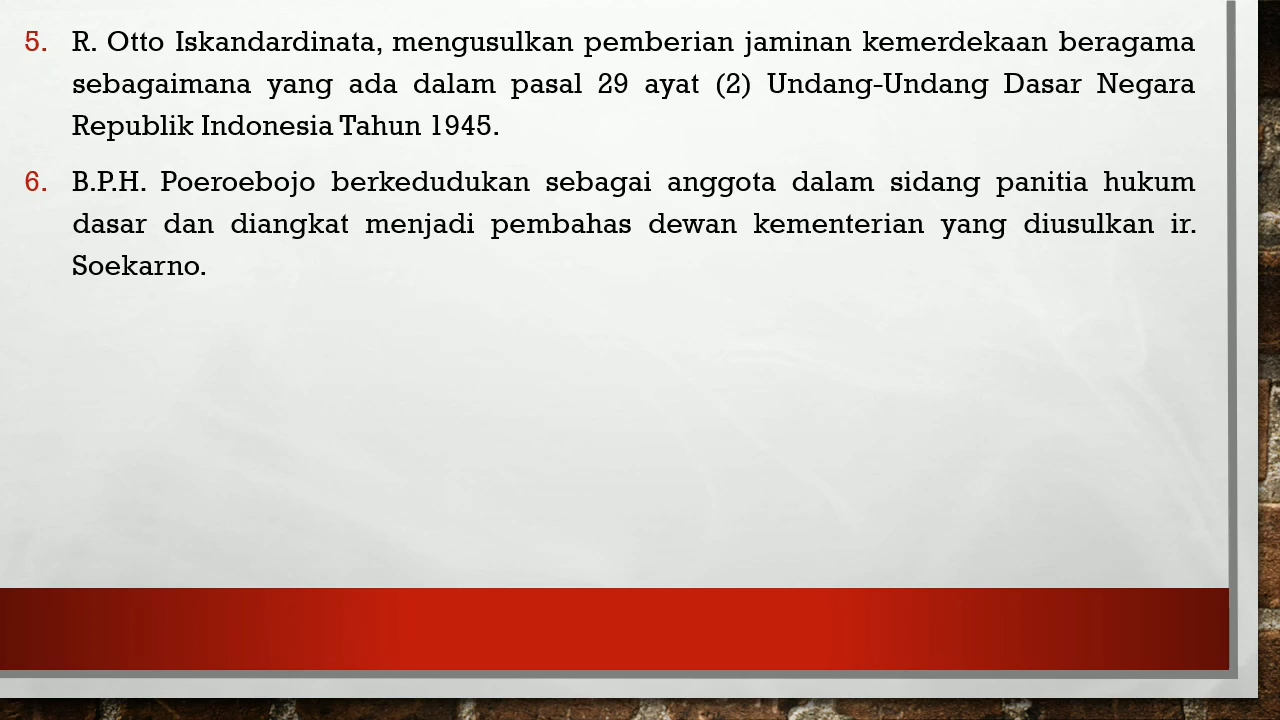 5. R. Otto Iskandardinata, mengusulkan pemberian jaminan kemerdekaan beragama
sebagaimana yang ada dalam pasal 29 ayat (2) Undang-Undang Dasar Negara
Republik Indonesia Tahun 1945.
6. B.P.H. Poeroebojo berkedudukan sebagai anggota dalam sidang panitia hukum
dasar dan diangkat menjadi pembahas dewan kementerian yang diusulkan ir.
Soekarno.